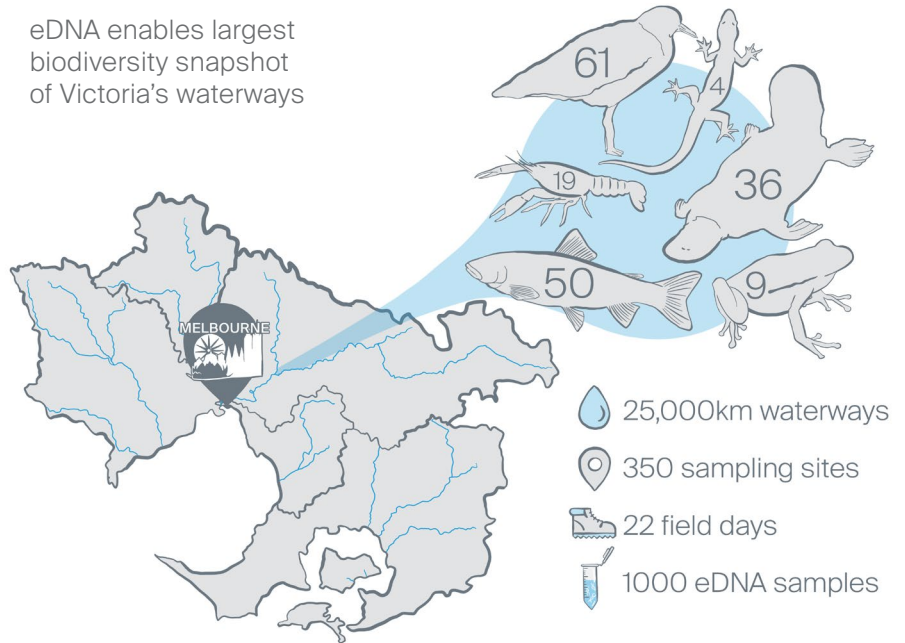 eDNA enables largest
biodiversity snapshot
of Victoria's waterways
61
4
36
19
50
9
MELBOURNE
25,000km waterways
350 sampling sites
22 field days
1000 eDNA samples